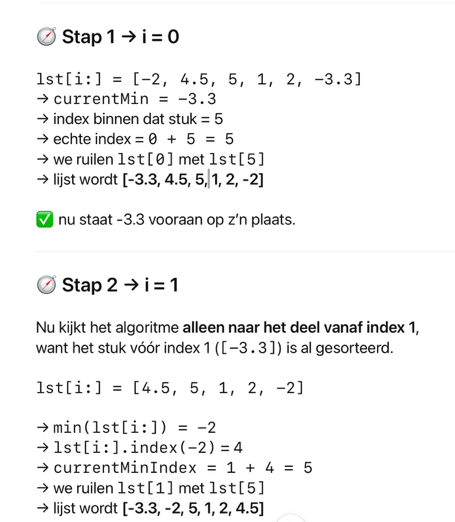 🧭 Stap 1 → i = 0
lst[i:] = [-2, 4.5, 5, 1, 2, -3.3]
→ currentMin = -3.3
→ index binnen dat stuk = 5
→ echte index = 0 + 5 = 5
→ we ruilen lst[0] met lst[5]
→ lijst wordt [-3.3, 4.5, 5, 1, 2, -2]
✅ nu staat -3.3 vooraan op z’n plaats.
🧭 Stap 2 → i = 1
Nu kijkt het algoritme alleen naar het deel vanaf index 1,
want het stuk vóór index 1 ([-3.3]) is al gesorteerd.
lst[i:] = [4.5, 5, 1, 2, -2]
→ min(lst[i:]) = -2
→ lst[i:].index(-2) = 4
→ currentMinIndex = 1 + 4 = 5
→ we ruilen lst[1] met lst[5]
→ lijst wordt [-3.3, -2, 5, 1, 2, 4.5]